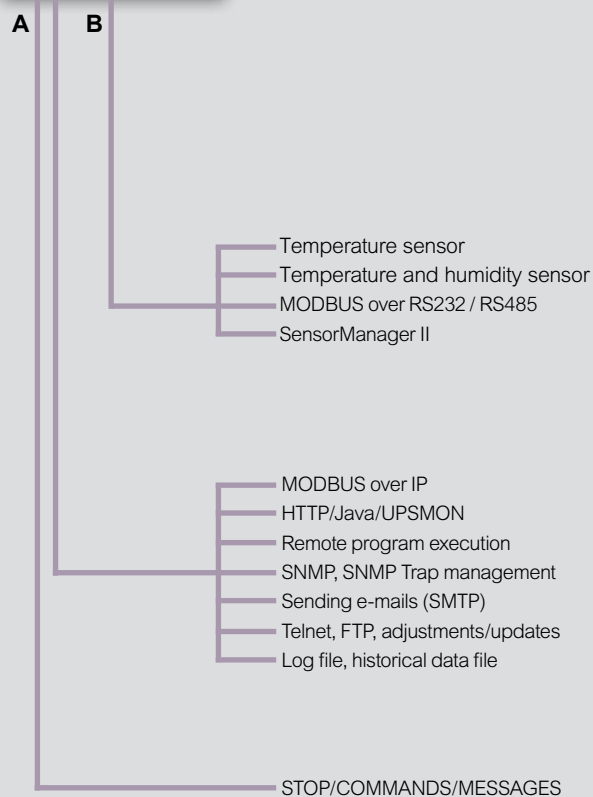 A B
Temperature sensor
Temperature and humidity sensor
MODBUS over RS232 / RS485
SensorManager II
MODBUS over IP
HTTP/Java/UPSMON
Remote program execution
SNMP, SNMP Trap management
Sending e-mails (SMTP)
Telnet, FTP, adjustments/updates
Log file, historical data file
STOP/COMMANDS/MESSAGES